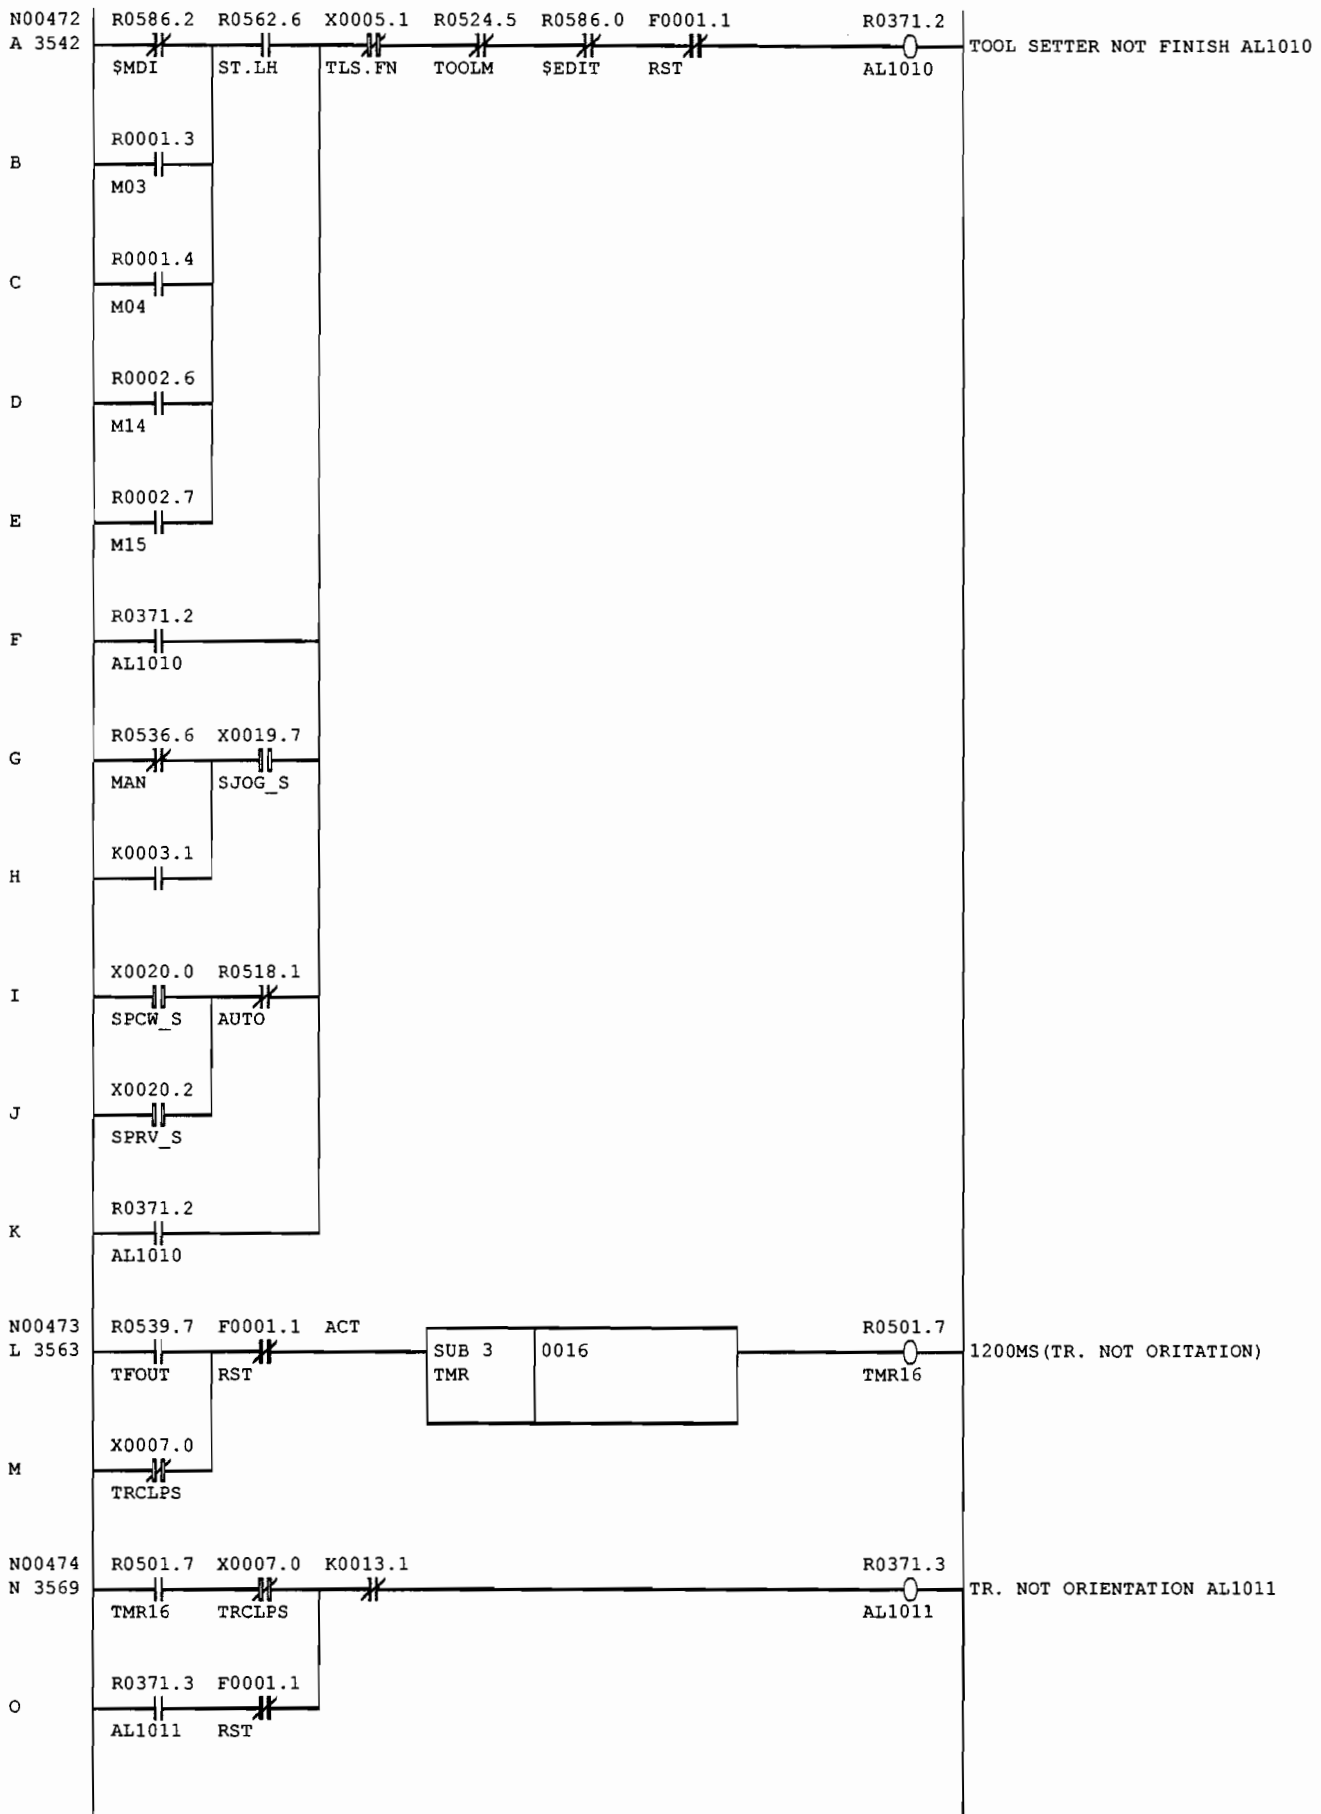 N00472 R0586.2 R0562.6 X0005.1 R0524.5 R0586.0 F0001.1 R0371.2
A 3542 TOOL SETTER NOT FINISH AL1010
$MDI ST.LH TLS.FN TOOLM $EDIT RST AL1010
R0001.3
B
M03
R0001.4
C
M04
R0002.6
D
M14
R0002.7
E
M15
R0371.2
F
AL1010
R0536.6 X0019.7
G
MAN SJOG_S
K0003.1
H
X0020.0 R0518.1
I
SPCW_S AUTO
X0020.2
J
SPRV_S
R0371.2
K
AL1010
N00473 R0539.7 F0001.1 ACT R0501.7
L 3563 SUB 3 0016 1200MS(TR. NOT ORITATION)
TFOUT RST TMR TMR16
X0007.0
M
TRCLPS
N00474 R0501.7 X0007.0 K0013.1 R0371.3
N 3569 TR. NOT ORIENTATION AL1011
TMR16 TRCLPS AL1011
R0371.3 F0001.1
O
AL1011 RST